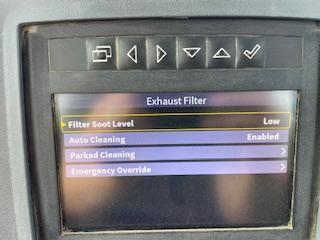 Exhaust Filter
Filter Soot Level Low
Auto Cleaning Enabled
Parked Cleaning
Emergency Override